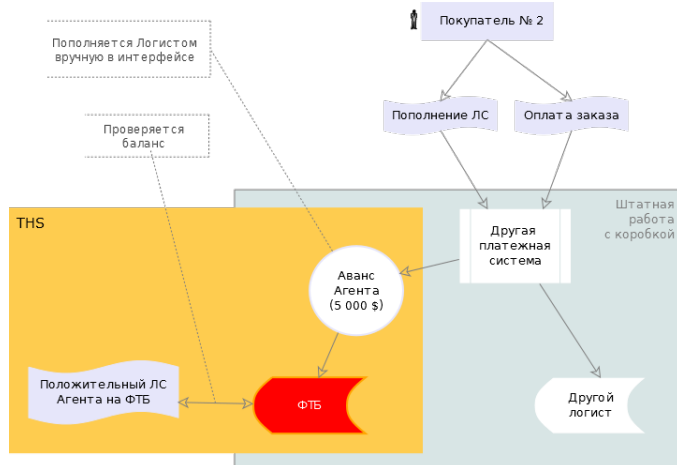 Покупатель № 2
Пополняется Логистом
вручную в интерфейсе
Пополнение ЛС
Оплата заказа
Проверяется
баланс
THS
Штатная
работа
с коробкой
Другая
платежная
система
Аванс
Агента
(5 000 $)
Положительный ЛС
Агента на ФТБ
ФТБ
Другой
логист